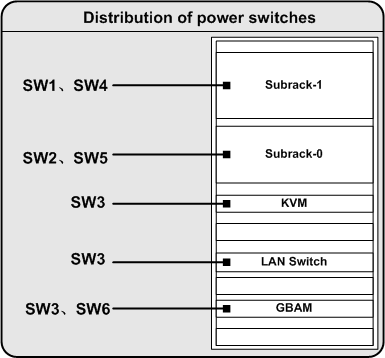 Distribution of power switches
SW1、SW4
Subrack-1
SW2、SW5
Subrack-0
SW3
KVM
SW3
LAN Switch
SW3、SW6
GBAM